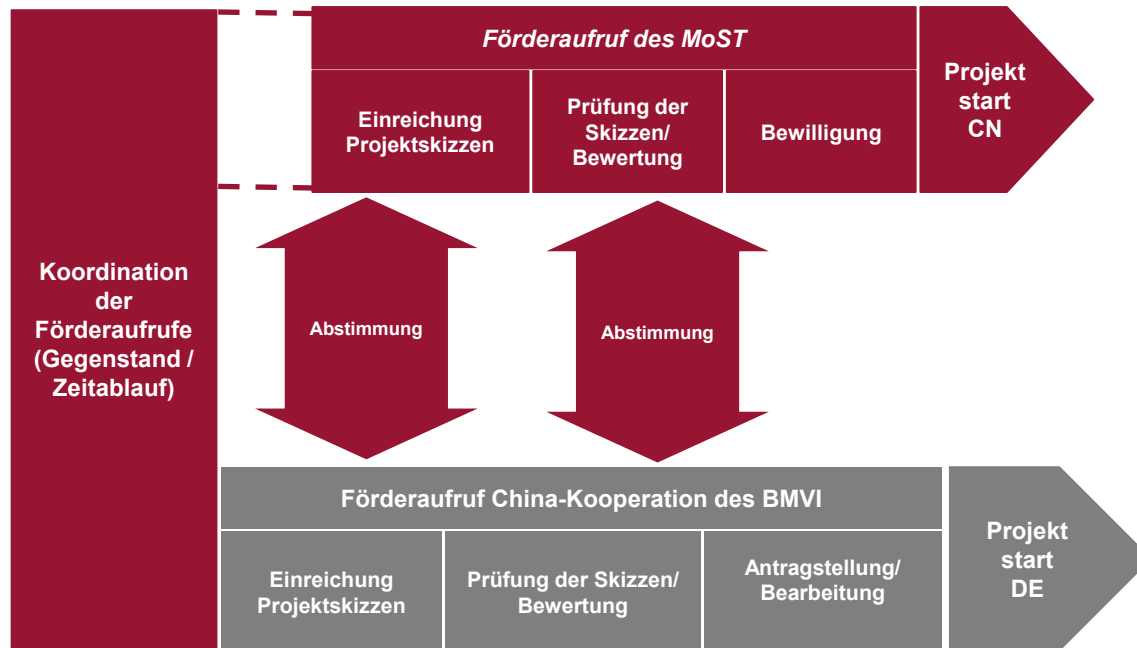 Förderaufruf des MoST
Einreichung
Projektskizzen
Prüfung der
Skizzen/
Bewertung
Bewilligung
Projekt
start
CN
Koordination
der
Förderaufrufe
(Gegenstand /
Zeitablauf)
Abstimmung
Abstimmung
Förderaufruf China-Kooperation des BMVI
Einreichung
Projektskizzen
Prüfung der Skizzen/
Bewertung
Antragstellung/
Bearbeitung
Projekt
start
DE